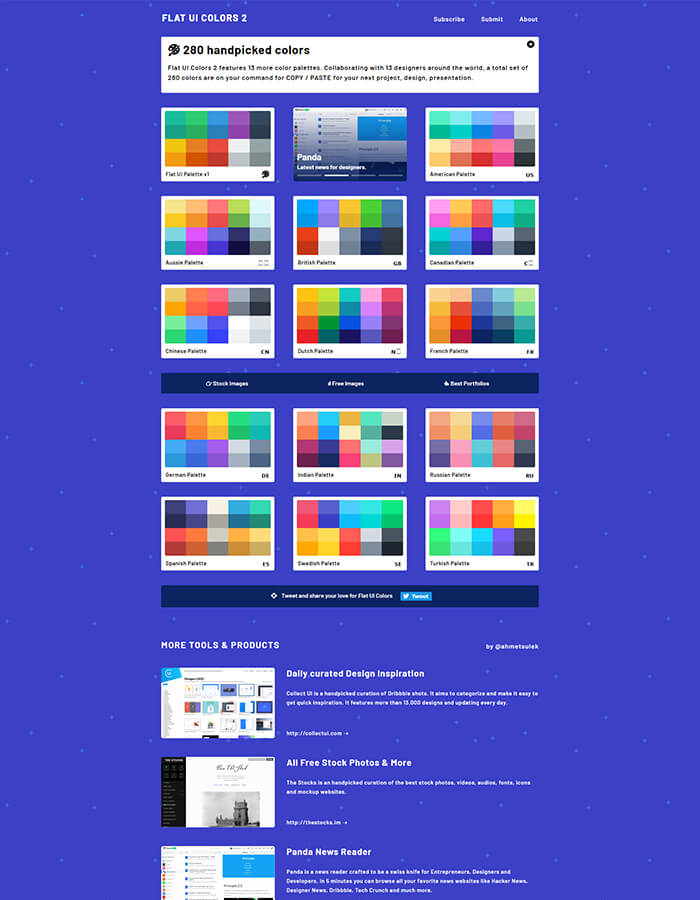 FLAT UI COLORS 2
Subscribe Submit About
280 handpicked colors
Flat UI Colors 2 features 13 more color palettes. Collaborating with 13 designers around the world, a total set of
280 colors are on your command for COPY / PASTE for your next project, design, presentation.
Flat UI Palette v1
Panda
Latest news for designers.
American Palette US
Aussie Palette
British Palette GB
Canadian Palette C
Chinese Palette CN
Dutch Palette N
French Palette FR
Stock Images
Free Images
Best Portfolios
German Palette DE
Indian Palette IN
Russian Palette RU
Spanish Palette ES
Swedish Palette SE
Turkish Palette TR
Tweet and share your love for Flat UI Colors Tweet
MORE TOOLS & PRODUCTS
by @ahmetsulek
Daily curated Design Inspiration
Collect UI is a handpicked curation of Dribbble shots. It aims to categorize and make it easy to
get quick inspiration. It features more than 13.000 designs and updating every day.
http://collectui.com →
THE STOCKS
All Free Stock Photos & More
The Stocks is an handpicked curation of the best stock photos, videos, audios, fonts, icons
and mockup websites.
http://thestocks.im →
Panda News Reader
Panda is a news reader crafted to be a swiss knife for Entrepreneurs, Designers and
Developers. In 5 minutes you can browse all your favorite news websites like Hacker News,
Designer News, Dribbble, Tech Crunch and much more.